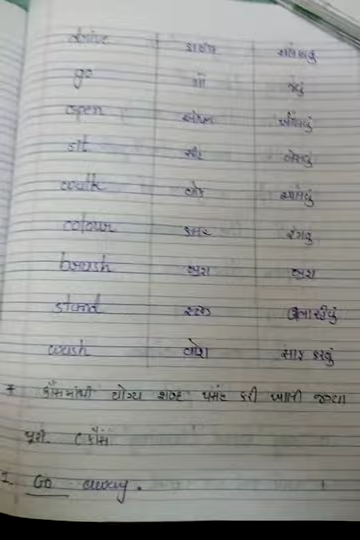 drive ડ્રાઈવ ચલાવવું
go ગો જવું
open ઓપન ખોલવું
sit સીટ બેસવું
walk વોક ચાલવું
colour કલર રંગવુ
brush બ્રશ બ્રશ
stand સ્ટેન્ડ ઊભા રહેવું
wash વોશ સાફ કરવું
* કૌંસમાંથી યોગ્ય શબ્દ પસંદ કરી ખાલી જગ્યા
પૂરો. (કૌંસ
1. Go away.